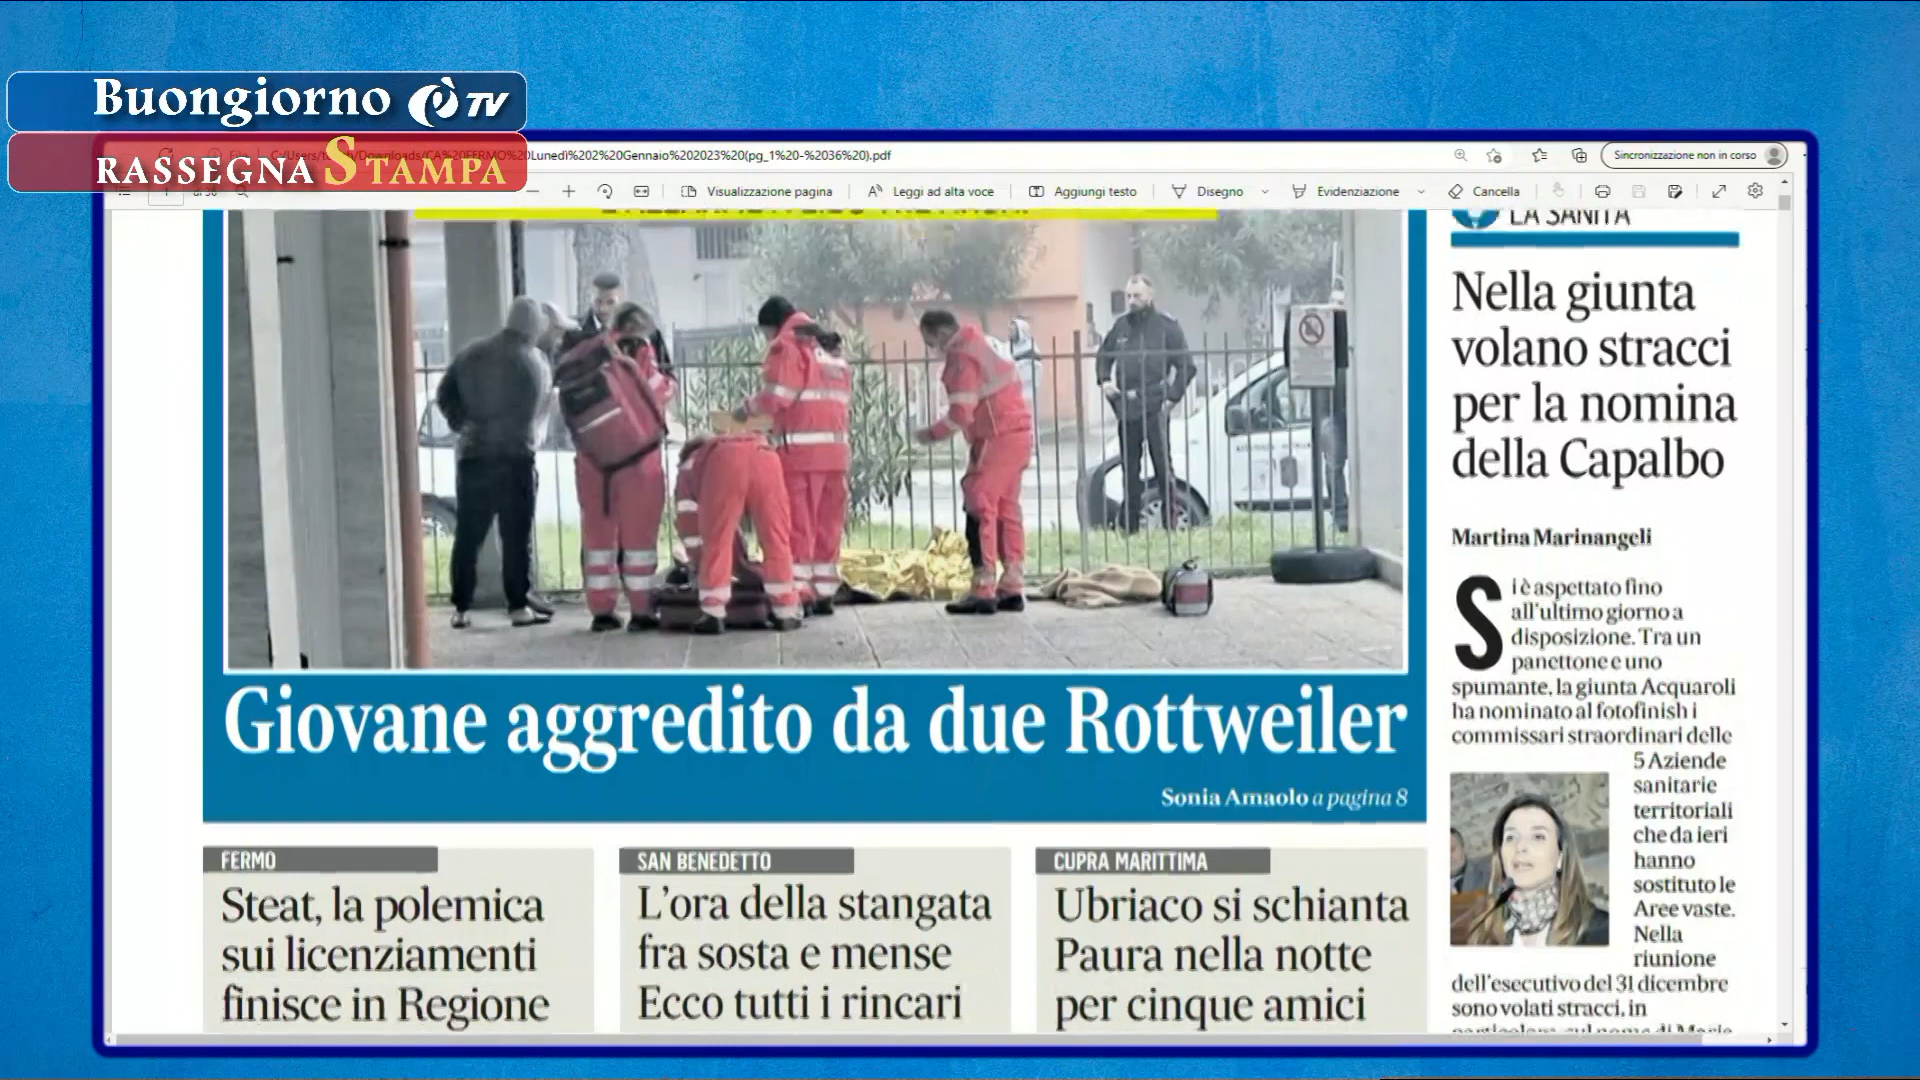 Buongiorno è TV
RASSEGNA STAMPA
Downloads/CA%20FERMO%20Lunedì%202%20Gennaio%202023%20(pg_1%20-%2036%20).pdf
Sincronizzazione non in corso
Visualizzazione pagina
Leggi ad alta voce
Aggiungi testo
Disegno
Evidenziazione
Cancella
LA SANITÀ
Nella giunta
volano stracci
per la nomina
della Capalbo
Martina Marinangeli
Si è aspettato fino
all'ultimo giorno a
disposizione. Tra un
panettone e uno
spumante, la giunta Acquaroli
ha nominato al fotofinish i
commissari straordinari delle
5 Aziende
sanitarie
territoriali
che da ieri
hanno
sostituto le
Aree vaste.
Nella
riunione
dell'esecutivo del 31 dicembre
sono volati stracci, in
Giovane aggredito da due Rottweiler
Sonia Amaolo a pagina 8
FERMO
Steat, la polemica
sui licenziamenti
finisce in Regione
SAN BENEDETTO
L'ora della stangata
fra sosta e mense
Ecco tutti i rincari
CUPRA MARITTIMA
Ubriaco si schianta
Paura nella notte
per cinque amici